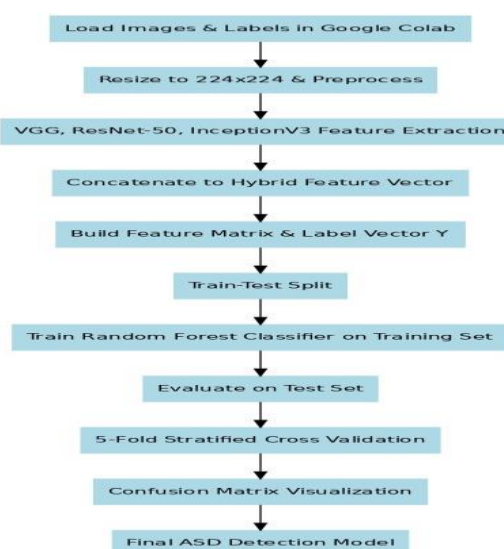 Load Images & Labels in Google Colab
Resize to 224x224 & Preprocess
VGG, ResNet-50, InceptionV3 Feature Extraction
Concatenate to Hybrid Feature Vector
Build Feature Matrix & Label Vector Y
Train-Test Split
Train Random Forest Classifier on Training Set
Evaluate on Test Set
5-Fold Stratified Cross Validation
Confusion Matrix Visualization
Final ASD Detection Model